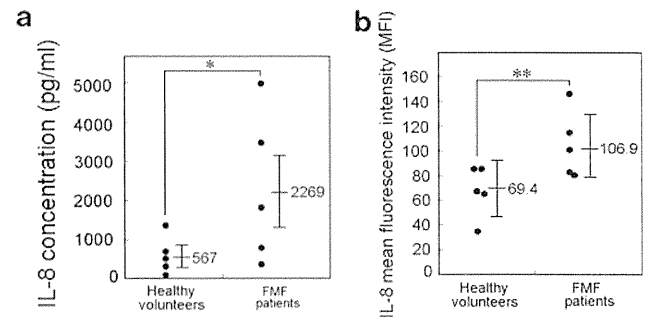 a
IL-8 concentration (pg/ml)
5000
4000
3000
2000
1000
0
*
567
2269
Healthy
volunteers
FMF
patients
b
IL-8 mean fluorescence intensity (MFI)
160
140
120
100
80
60
40
20
0
**
69.4
106.9
Healthy
volunteers
FMF
patients